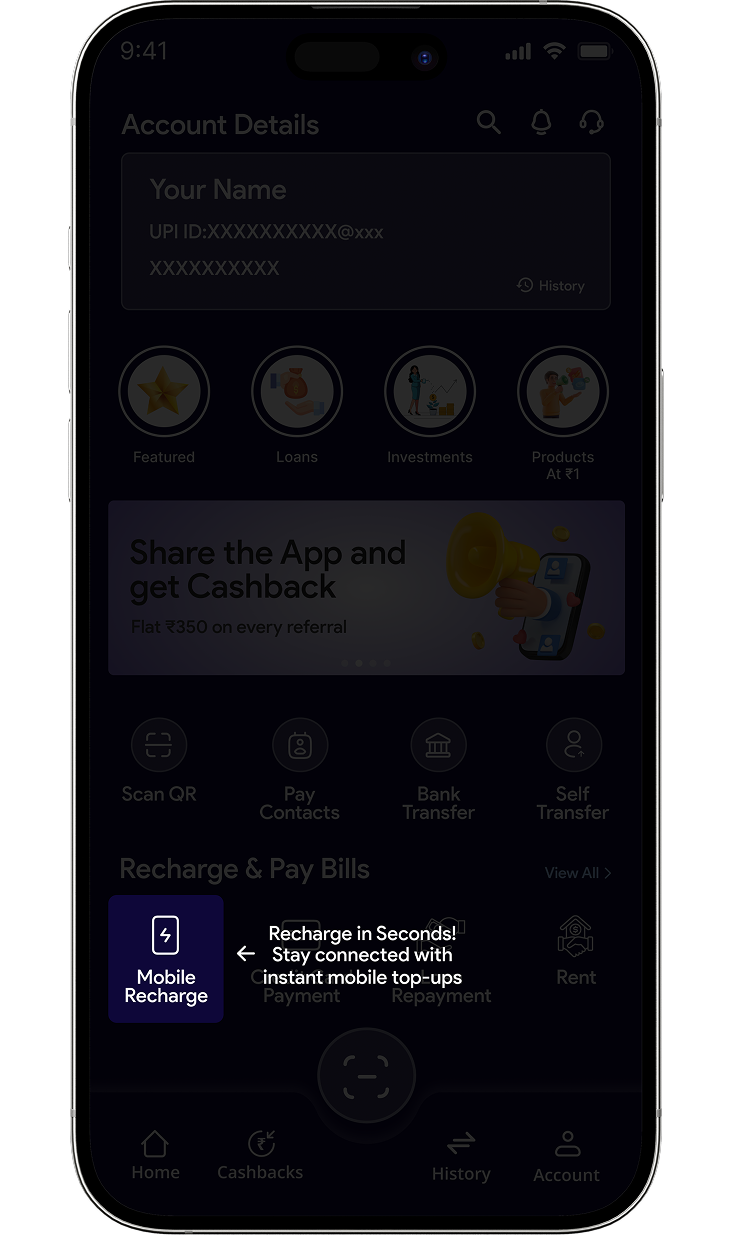 9:41
Account Details
Your Name
UPI ID:XXXXXXXXXX@xxx
XXXXXXXXXX
History
Featured
Loans
Investments
Products
At ₹1
Share the App and
get Cashback
Flat ₹350 on every referral
Scan QR
Pay
Contacts
Bank
Transfer
Self
Transfer
Recharge & Pay Bills
View All
Mobile
Recharge
Recharge in Seconds!
Stay connected with
instant mobile top-ups
Payment
Repayment
Rent
Home
Cashbacks
History
Account